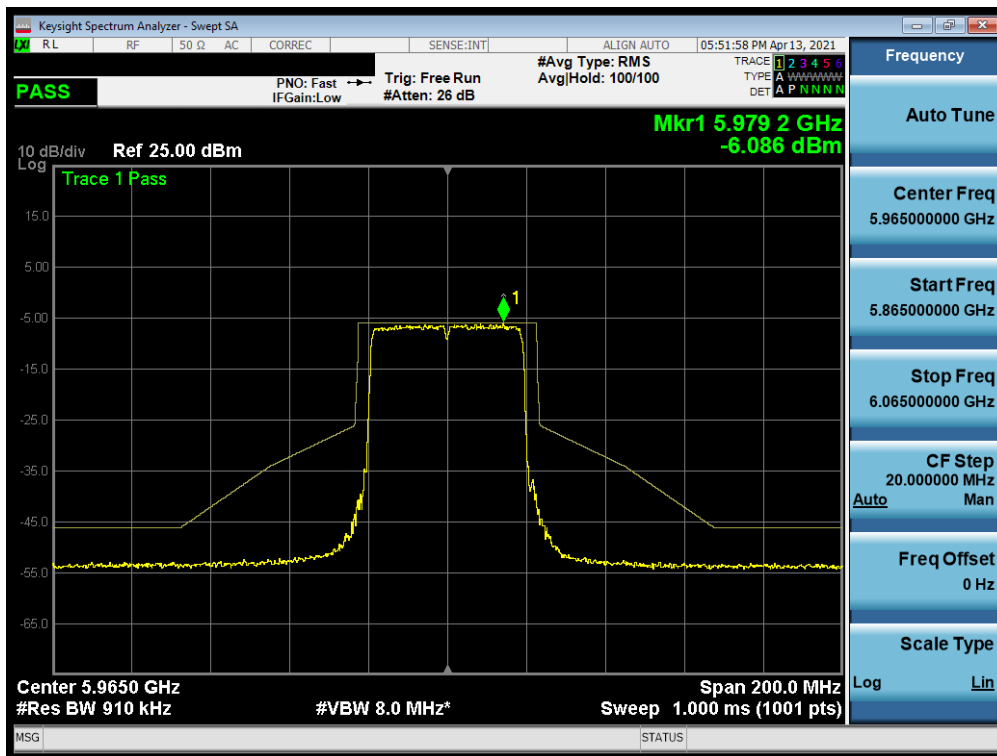 Keysight Spectrum Analyzer - Swept SA
LXI RL RF 50 Ω AC CORREC SENSE:INT ALIGN AUTO 05:51:58 PM Apr 13, 2021
PASS
PNO: Fast
IFGain:Low
Trig: Free Run
#Atten: 26 dB
#Avg Type: RMS
Avg|Hold: 100/100
TRACE 1 2 3 4 5 6
TYPE A WWWWW
DET A P N N N N
Mkr1 5.979 2 GHz
-6.086 dBm
10 dB/div Ref 25.00 dBm
Log
Trace 1 Pass
15.0
5.00
-5.00
-15.0
-25.0
-35.0
-45.0
-55.0
-65.0
1
Center 5.9650 GHz Span 200.0 MHz
#Res BW 910 kHz #VBW 8.0 MHz* Sweep 1.000 ms (1001 pts)
MSG STATUS
Frequency
Auto Tune
Center Freq
5.965000000 GHz
Start Freq
5.865000000 GHz
Stop Freq
6.065000000 GHz
CF Step
20.000000 MHz
Auto Man
Freq Offset
0 Hz
Scale Type
Log Lin